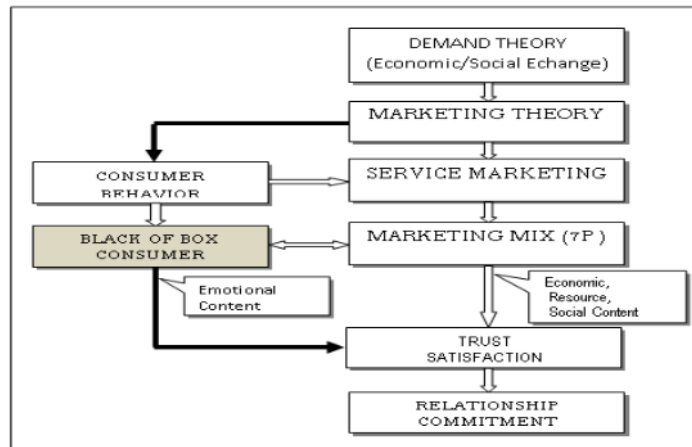 DEMAND THEORY
(Economic/Social Echange)
MARKETING THEORY
CONSUMER
BEHAVIOR
SERVICE MARKETING
BLACK OF BOX
CONSUMER
MARKETING MIX (7P )
Emotional
Content
Economic,
Resource,
Social Content
TRUST
SATISFACTION
RELATIONSHIP
COMMITMENT